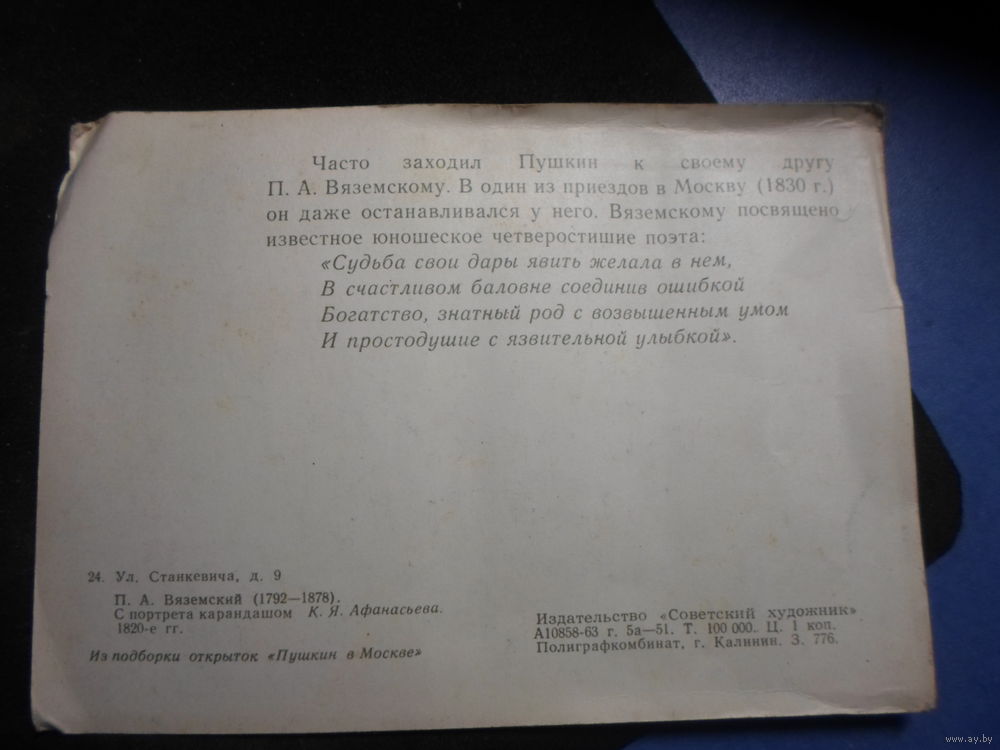 Часто заходил Пушкин к своему другу
П. А. Вяземскому. В один из приездов в Москву (1830 г.)
он даже останавливался у него. Вяземскому посвящено
известное юношеское четверостишие поэта:
«Судьба свои дары явить желала в нем,
В счастливом баловне соединив ошибкой
Богатство, знатный род с возвышенным умом
И простодушие с язвительной улыбкой».
24. Ул. Станкевича, д. 9
П. А. Вяземский (1792—1878).
С портрета карандашом К. Я. Афанасьева.
1820-е гг.
Из подборки открыток «Пушкин в Москве»
Издательство «Советский художник»
А10858-63 г. 5а—51. Т. 100 000. Ц. 1 коп.
Полиграфкомбинат, г. Калинин. З. 776.
www.ay.by